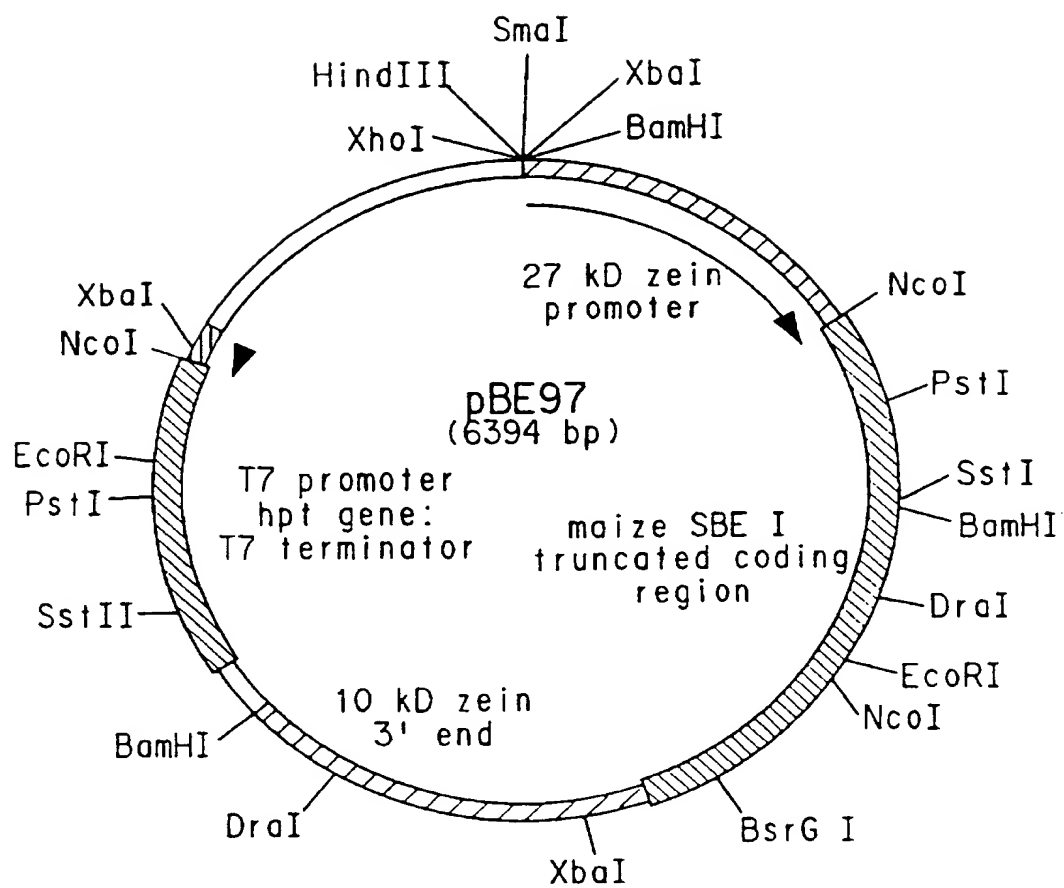 SmaI
HindIII
XbaI
XhoI
BamHI
27 kD zein
promoter
NcoI
XbaI
NcoI
PstI
pBE97
(6394 bp)
EcoRI
PstI
T7 promoter
hpt gene:
T7 terminator
SstI
BamHI
maize SBE I
truncated coding
region
DraI
SstII
EcoRI
NcoI
10 kD zein
3' end
BamHI
DraI
BsrG I
XbaI